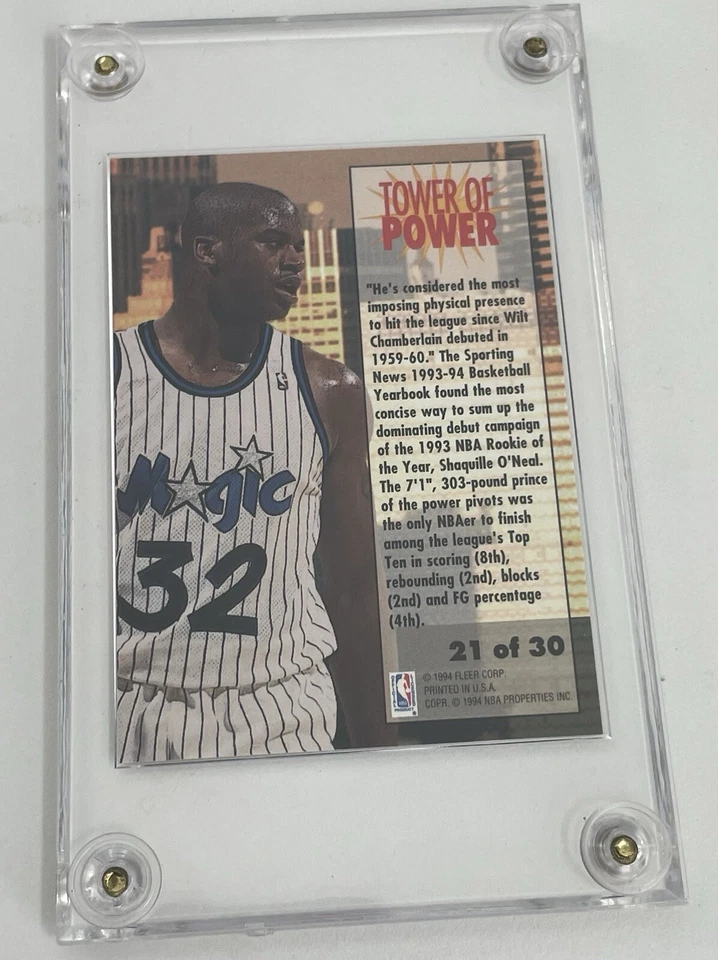 TOWER OF
POWER
"He's considered the most
imposing physical presence
to hit the league since Wilt
Chamberlain debuted in
1959-60." The Sporting
News 1993-94 Basketball
Yearbook found the most
concise way to sum up the
dominating debut campaign
of the 1993 NBA Rookie of
the Year, Shaquille O'Neal.
The 7'1", 303-pound prince
of the power pivots was
the only NBAer to finish
among the league's Top
Ten in scoring (8th),
rebounding (2nd), blocks
(2nd) and FG percentage
(4th).
Magic
32
21 of 30
© 1994 FLEER CORP.
PRINTED IN U.S.A.
COPR. © 1994 NBA PROPERTIES INC.